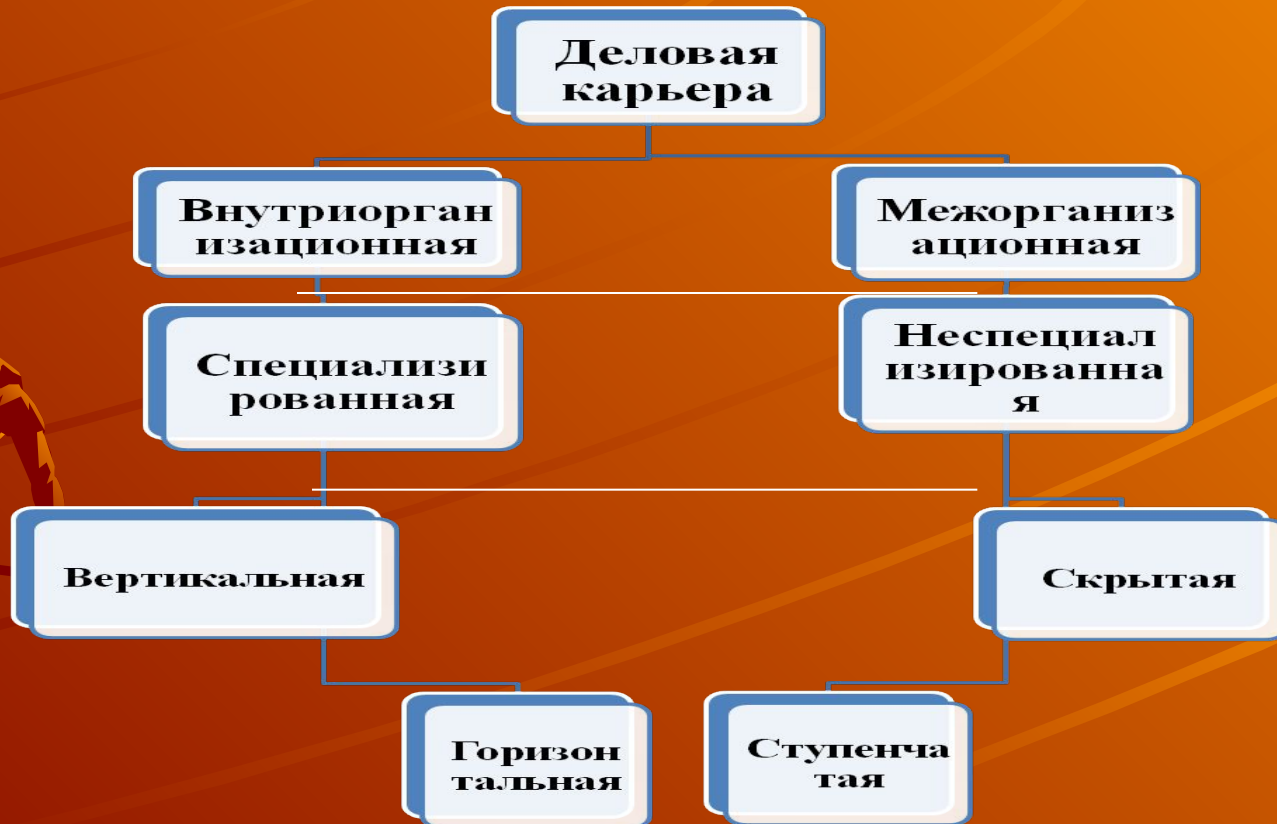 Деловая
карьера
Внутриорган
изационная
Межорганиз
ационная
Специализи
рованная
Неспециал
изированна
я
Вертикальная
Скрытая
Горизон
тальная
Ступенча
тая